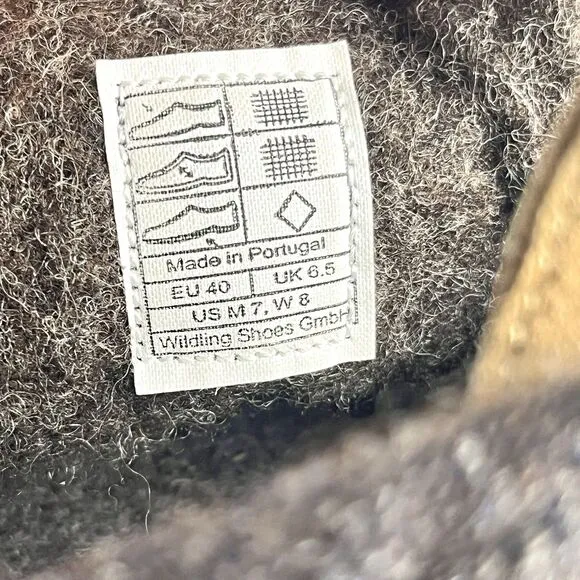 Made in Portugal
EU 40 UK 6.5
US M 7, W 8
Wildling Shoes GmbH